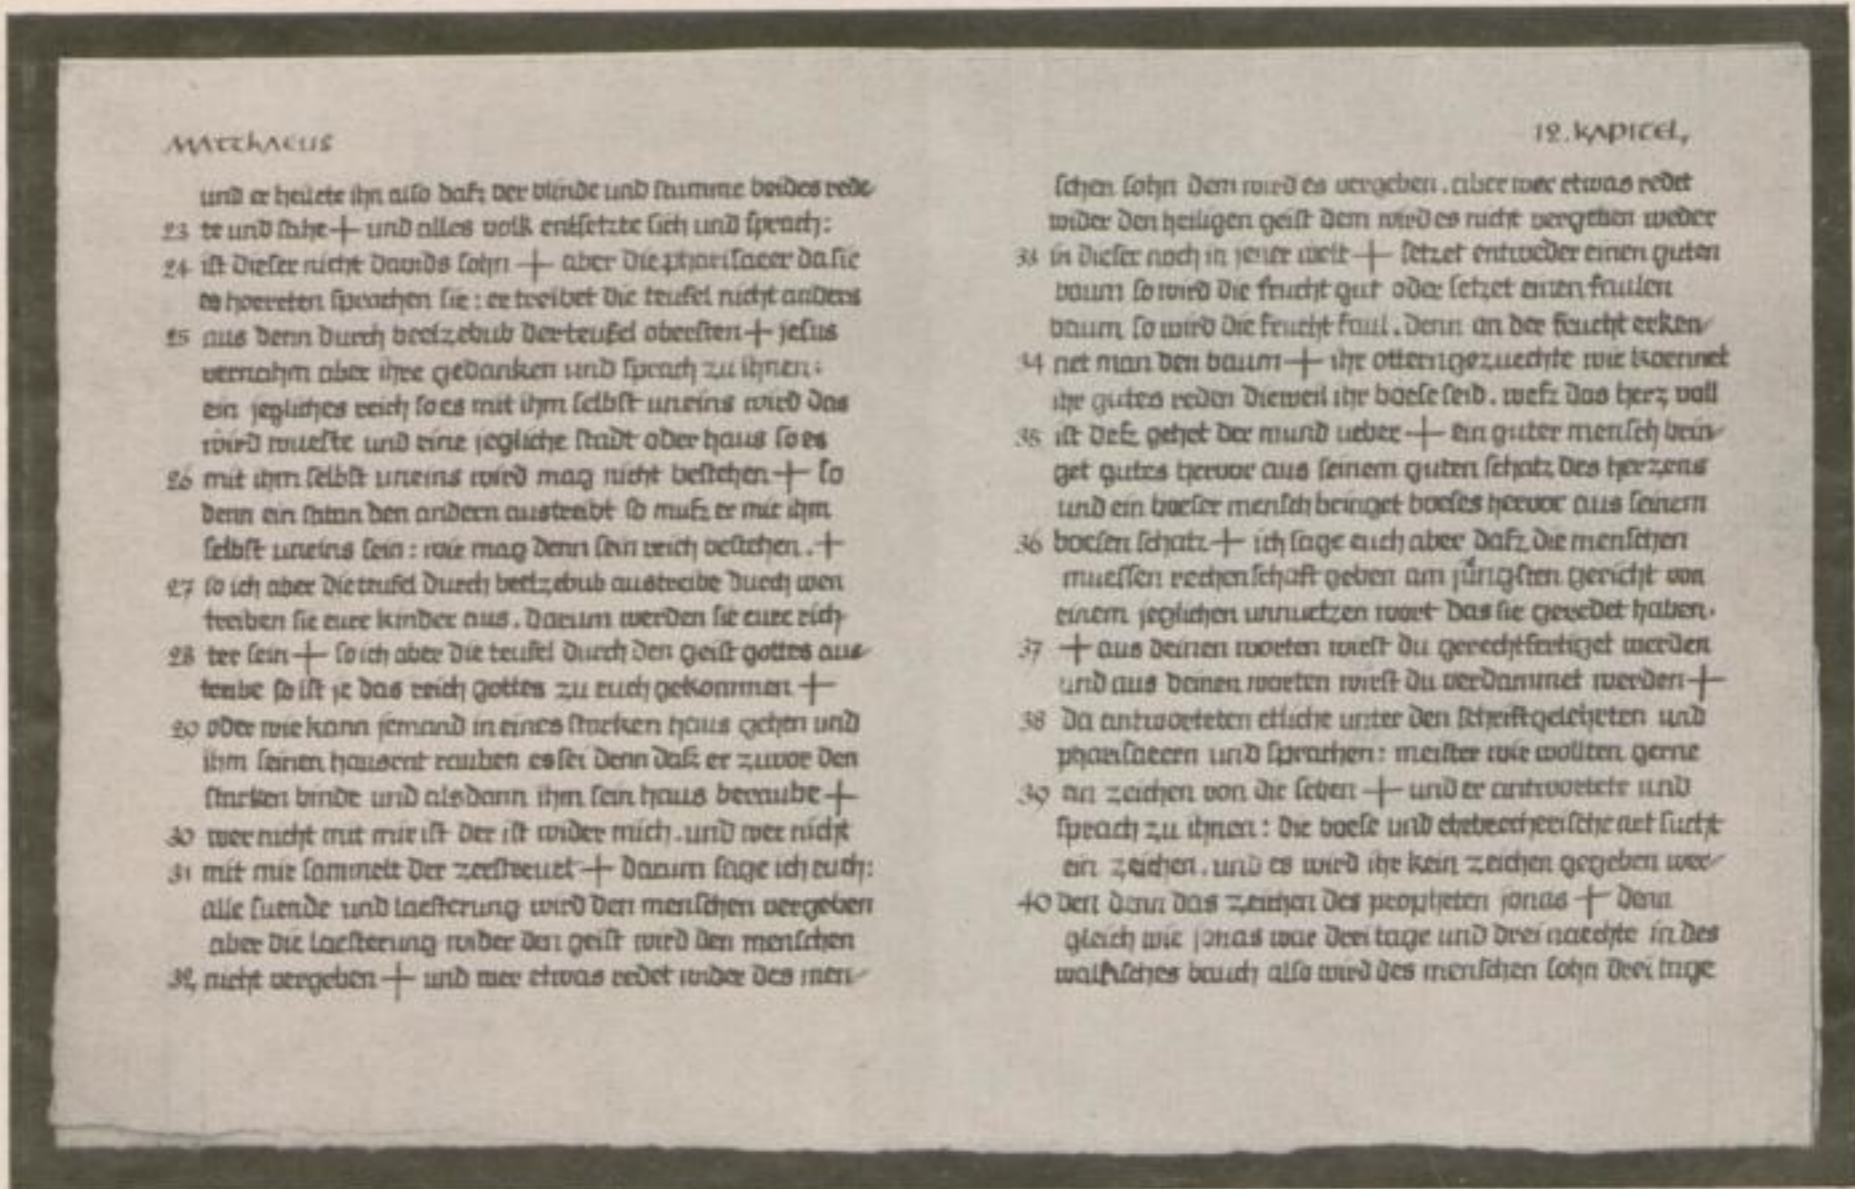 MATTHAEUS
und er heilete ihn also dasz der blinde und stumme beides rede
23 te und sahe + und alles volk entsetzte sich und sprach:
24 ist dieser nicht davids sohn + aber die pharisaeer da sie
es hoereten sprachen sie: er treibet die teufel nicht anders
25 aus denn durch beelzebub der teufel obersten + jesus
vernahm aber ihre gedanken und sprach zu ihnen:
ein jegliches reich so es mit ihm selbst uneins wird das
wird wueste und eine jegliche stadt oder haus so es
26 mit ihm selbst uneins wird mag nicht bestehen + so
denn ein satan den andern austreibt so musz er mit ihm
selbst uneins sein: wie mag denn sein reich bestehen. +
27 so ich aber die teufel durch beelzebub austreibe durch wen
treiben sie eure kinder aus. darum werden sie eure rich
28 ter sein + so ich aber die teufel durch den geist gottes aus
treibe so ist je das reich gottes zu euch gekommen +
29 oder wie kann jemand in eines starken haus gehen und
ihm seinen hausrat rauben es sei denn dasz er zuvor den
starken binde und alsdann ihm sein haus beraube +
30 wer nicht mit mir ist der ist wider mich. und wer nicht
31 mit mir sammelt der zerstreuet + darum sage ich euch:
alle suende und laesterung wird den menschen vergeben
aber die laesterung wider den geist wird den menschen
32, nicht vergeben + und wer etwas redet wider des men
12. KAPITEL,
schen sohn dem wird es vergeben. aber wer etwas redet
wider den heiligen geist dem wird es nicht vergeben weder
33 in dieser noch in jener welt + setzet entweder einen guten
baum so wird die frucht gut oder setzet einen faulen
baum so wird die frucht faul. denn an der frucht erken
34 net man den baum + ihr otterngezuechte wie koennet
ihr gutes reden dieweil ihr boese seid. wesz das herz voll
35 ist desz gehet der mund ueber + ein guter mensch brin
get gutes hervor aus seinem guten schatz des herzens
und ein boeser mensch bringet boeses hervor aus seinem
36 boesen schatz + ich sage euch aber dasz die menschen
muessen rechenschaft geben am jüngsten gericht von
einem jeglichen unnuetzen wort das sie geredet haben.
37 + aus deinen worten wirst du gerechtfertiget werden
und aus deinen worten wirst du verdammet werden +
38 da antworteten etliche unter den schriftgelehrten und
pharisaeern und sprachen: meister wir wollten gerne
39 ein zeichen von dir sehen + und er antwortete und
sprach zu ihnen: die boese und ehebrecherische art sucht
ein zeichen. und es wird ihr kein zeichen gegeben wer
40 den denn das zeichen des propheten jonas + denn
gleich wie jonas war drei tage und drei naechte in des
walfisches bauch also wird des menschen sohn drei tage